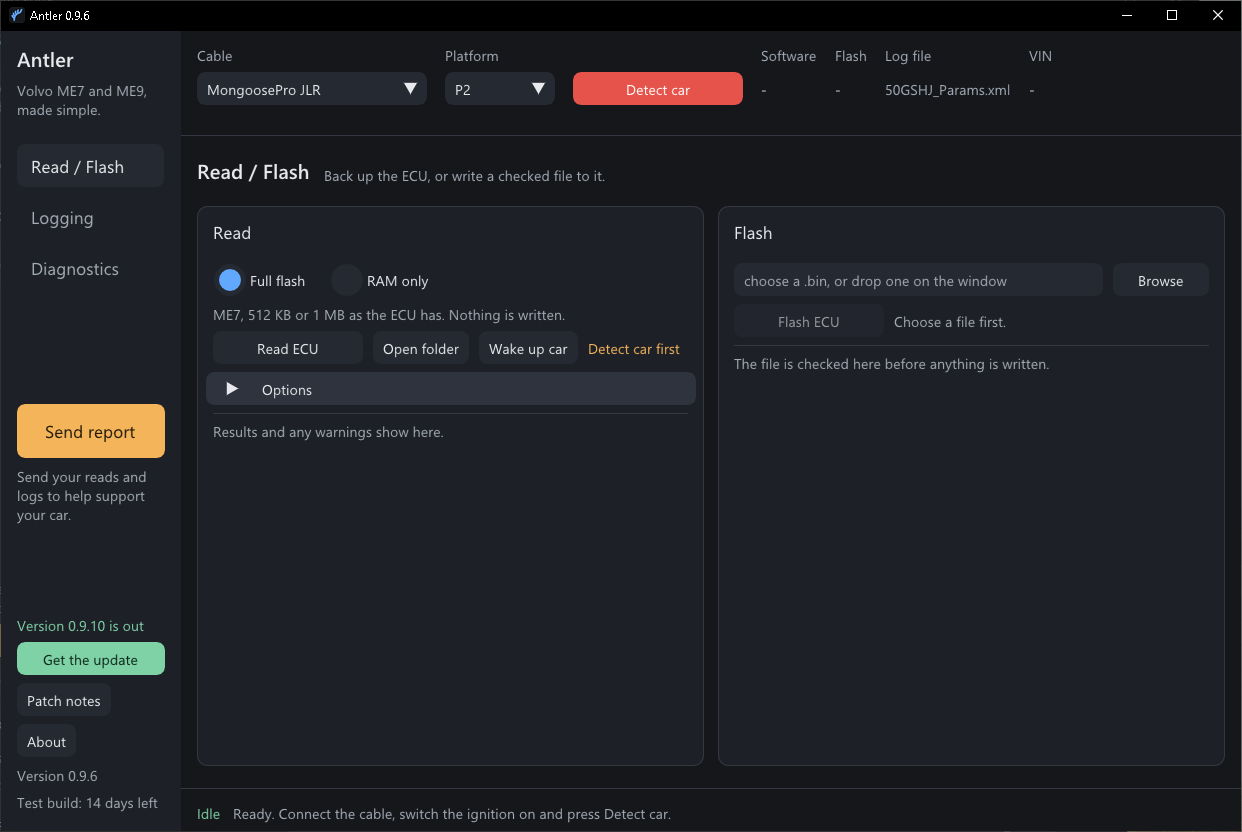 Antler 0.9.6
Antler
Volvo ME7 and ME9,
made simple.
Read / Flash
Logging
Diagnostics
Send report
Send your reads and
logs to help support
your car.
Version 0.9.10 is out
Get the update
Patch notes
About
Version 0.9.6
Test build: 14 days left
Cable
Platform
Software
Flash
Log file
VIN
MongoosePro JLR
P2
Detect car
-
-
50GSHJ_Params.xml
-
Read / Flash
Back up the ECU, or write a checked file to it.
Read
Full flash
RAM only
ME7, 512 KB or 1 MB as the ECU has. Nothing is written.
Read ECU
Open folder
Wake up car
Detect car first
Options
Results and any warnings show here.
Flash
choose a .bin, or drop one on the window
Browse
Flash ECU
Choose a file first.
The file is checked here before anything is written.
Idle
Ready. Connect the cable, switch the ignition on and press Detect car.